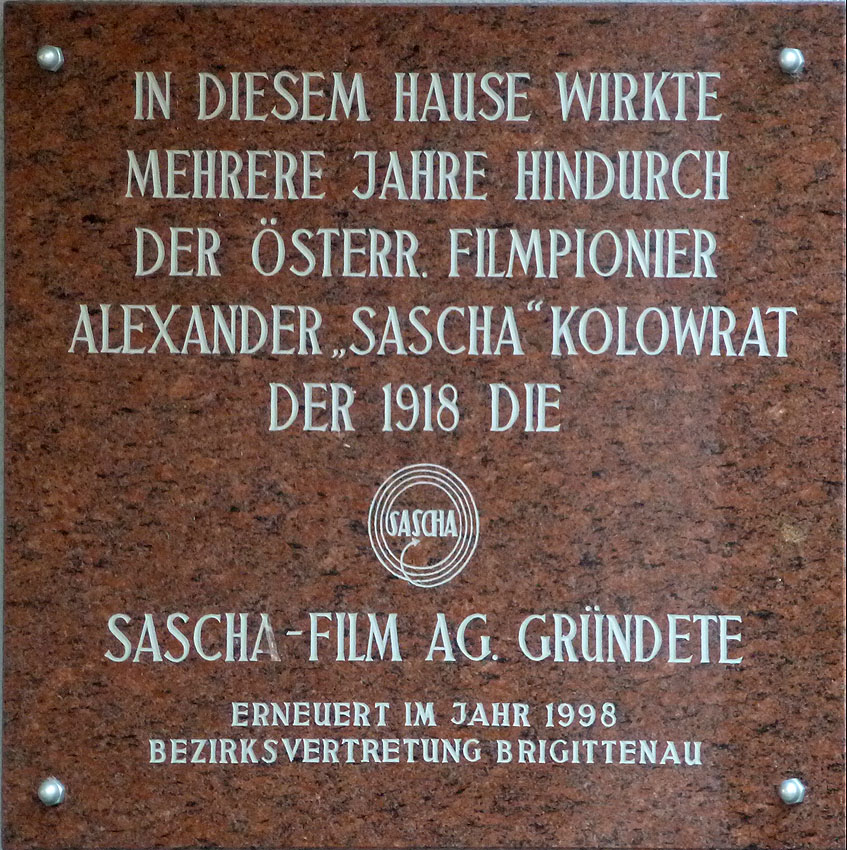 IN DIESEM HAUSE WIRKTE
MEHRERE JAHRE HINDURCH
DER ÖSTERR. FILMPIONIER
ALEXANDER „SASCHA“ KOLOWRAT
DER 1918 DIE
SASCHA
SASCHA-FILM AG. GRÜNDETE
ERNEUERT IM JAHR 1998
BEZIRKSVERTRETUNG BRIGITTENAU